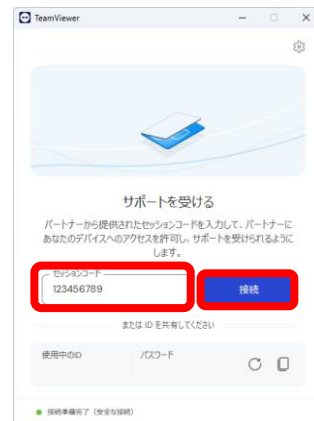 TeamViewer
サポートを受ける
パートナーから提供されたセッションコードを入力して、パートナーに
あなたのデバイスへのアクセスを許可し、サポートを受けられるように
します。
セッションコード
123456789
接続
または ID を共有してください
使用中のID
パスワード
接続準備完了（安全な接続）